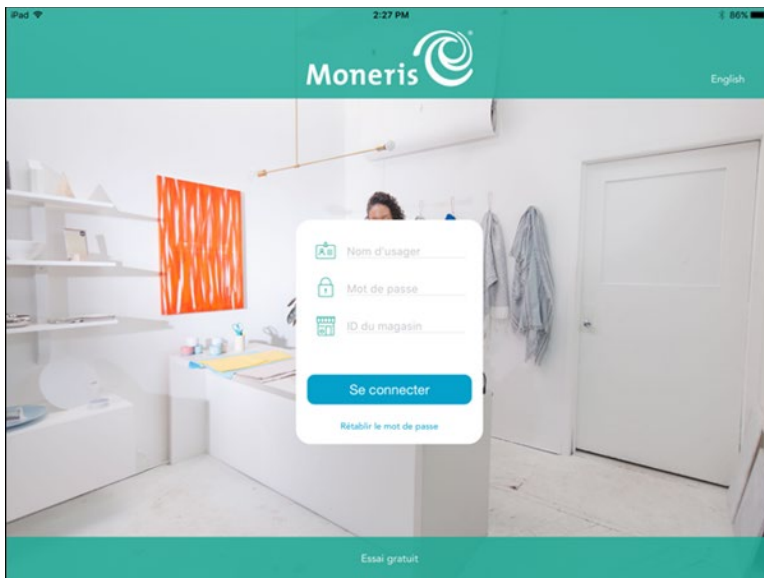 iPad 2:27 PM 86%
Moneris
English
Nom d'usager
Mot de passe
ID du magasin
Se connecter
Rétablir le mot de passe
Essai gratuit